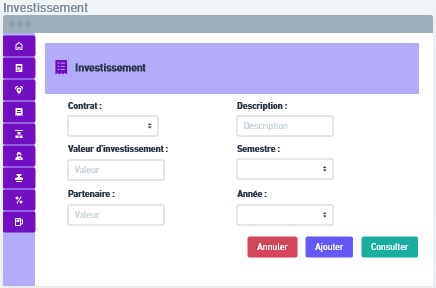 Investissement
Investissement
Contrat :
Description :
Description
Valeur d'investissement :
Semestre :
Valeur
Partenaire :
Année :
Valeur
Annuler
Ajouter
Consulter